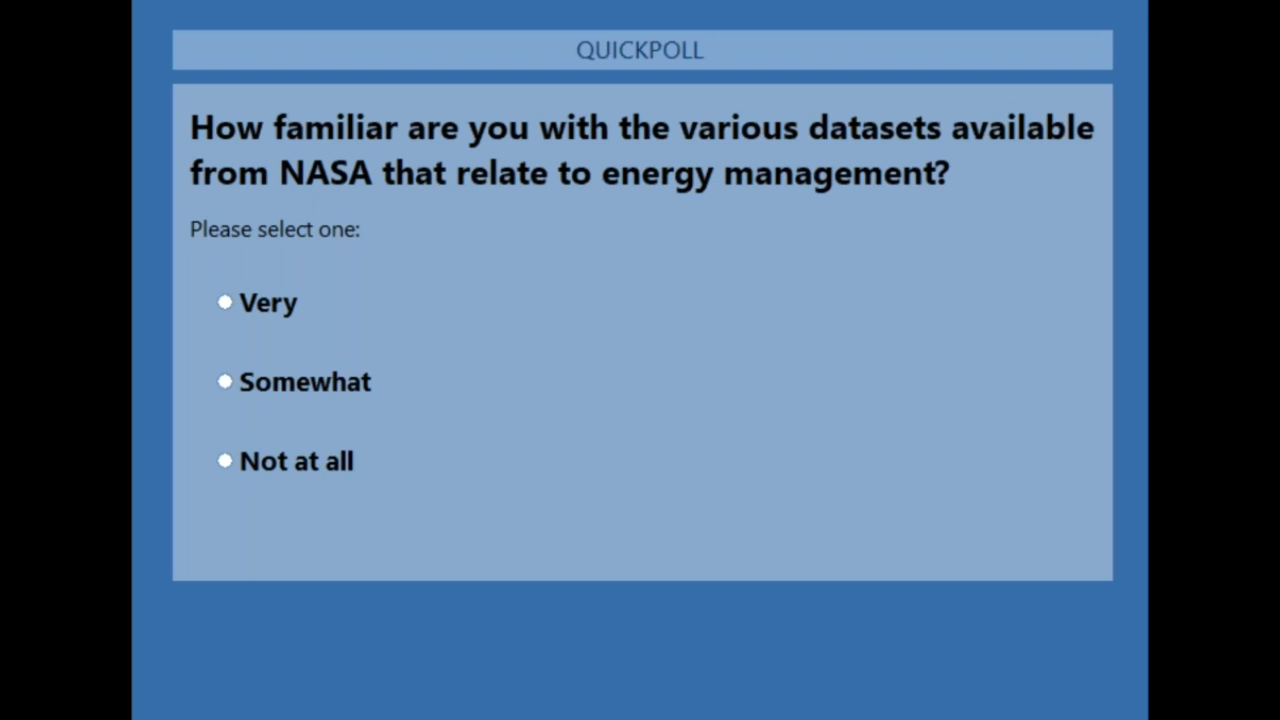 QUICKPOLL
How familiar are you with the various datasets available
from NASA that relate to energy management?
Please select one:
Very
Somewhat
Not at all